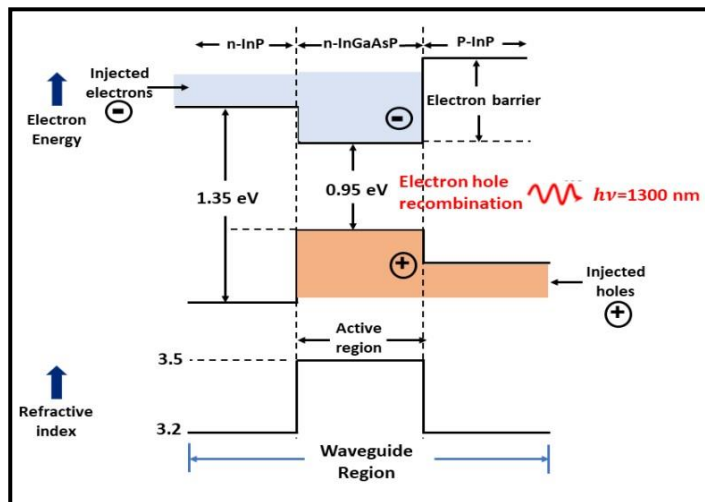 n-InP
n-InGaAsP
P-InP
Injected
electrons
Electron
Energy
Electron barrier
1.35 eV
0.95 eV
Electron hole
recombination
hν=1300 nm
Injected
holes
Active
region
3.5
Refractive
index
3.2
Waveguide
Region